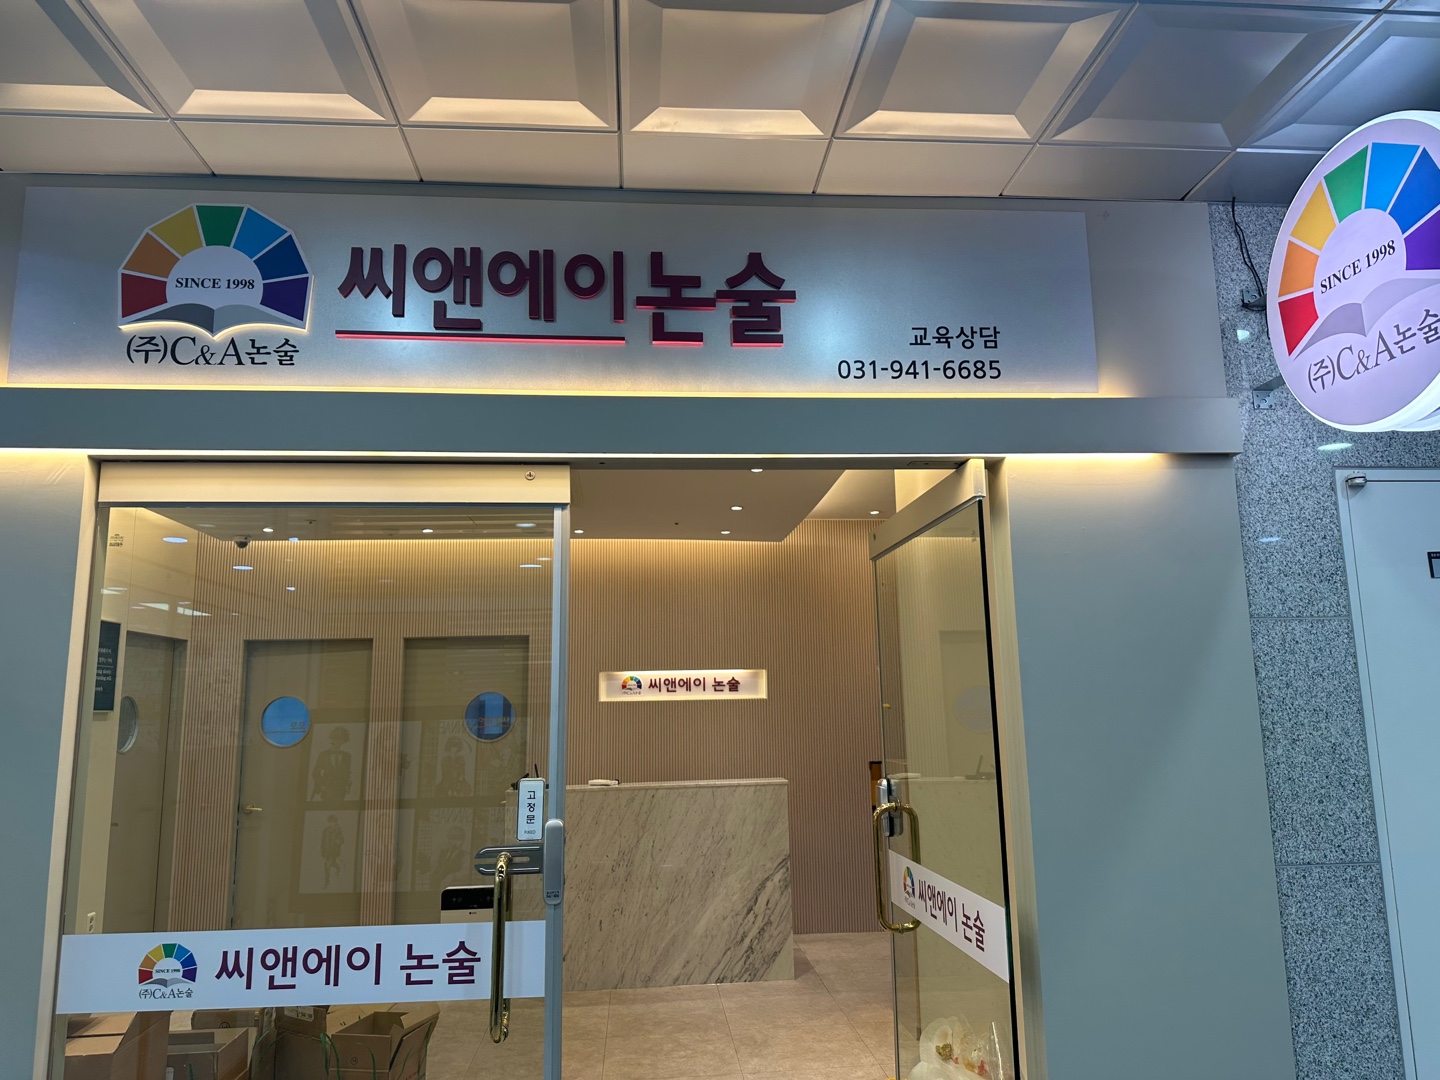 SINCE 1998
(주)C&A논술
씨앤에이논술
교육상담
031-941-6685
SINCE 1998
(주)C&A논술
씨앤에이 논술
고
정
문
씨앤에이 논술
SINCE 1998
(주)C&A논술
씨앤에이 논술